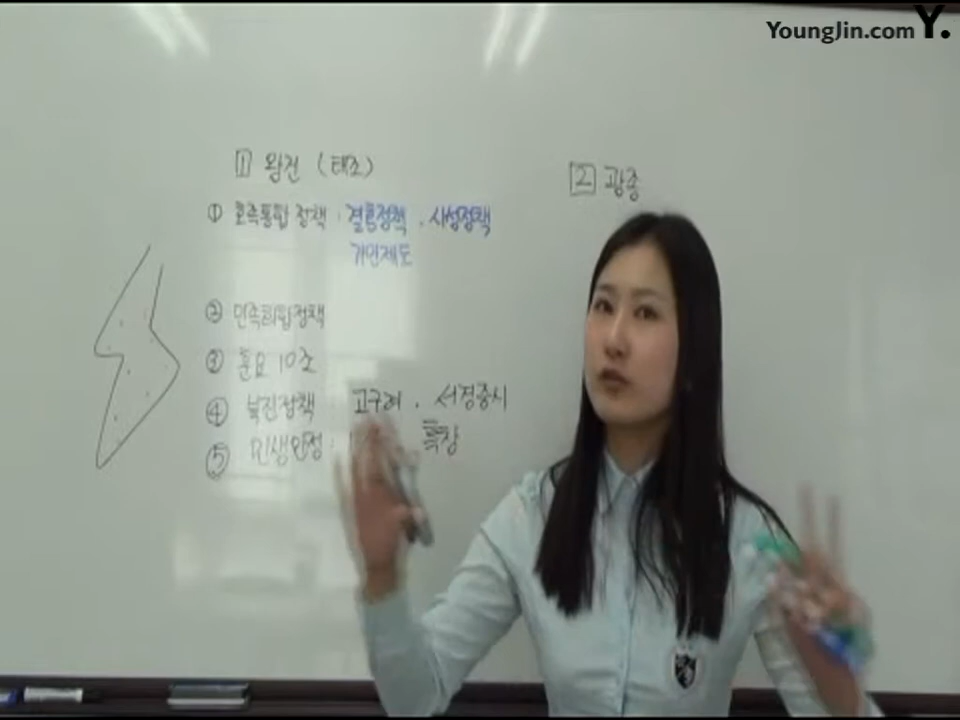 YoungJin.com Y.
1 왕건 (태조)
① 호족통합 정책 : 결혼정책 . 사성정책
기인제도
② 민족화합정책
③ 훈요 10조
④ 북진정책 : 고구려 . 서경중시
⑤ 민생안정 : 흑창
2 광종